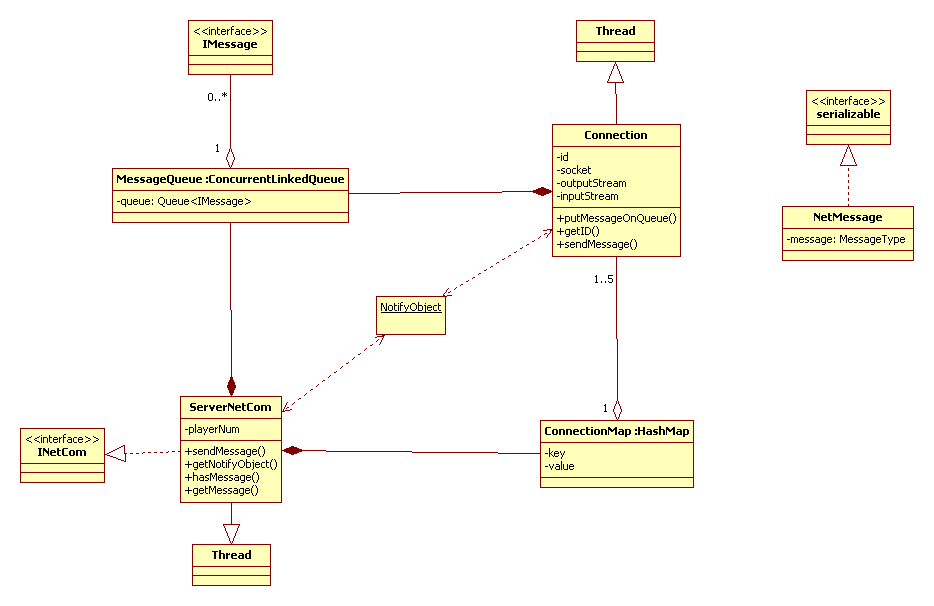 <<interface>>
IMessage
0..*
1
MessageQueue :ConcurrentLinkedQueue
-queue: Queue<IMessage>
Thread
Connection
-id
-socket
-outputStream
-inputStream
+putMessageOnQueue()
+getID()
+sendMessage()
<<interface>>
serializable
NetMessage
-message: MessageType
NotifyObject
1..5
1
ConnectionMap :HashMap
-key
-value
ServerNetCom
-playerNum
+sendMessage()
+getNotifyObject()
+hasMessage()
+getMessage()
<<interface>>
INetCom
Thread